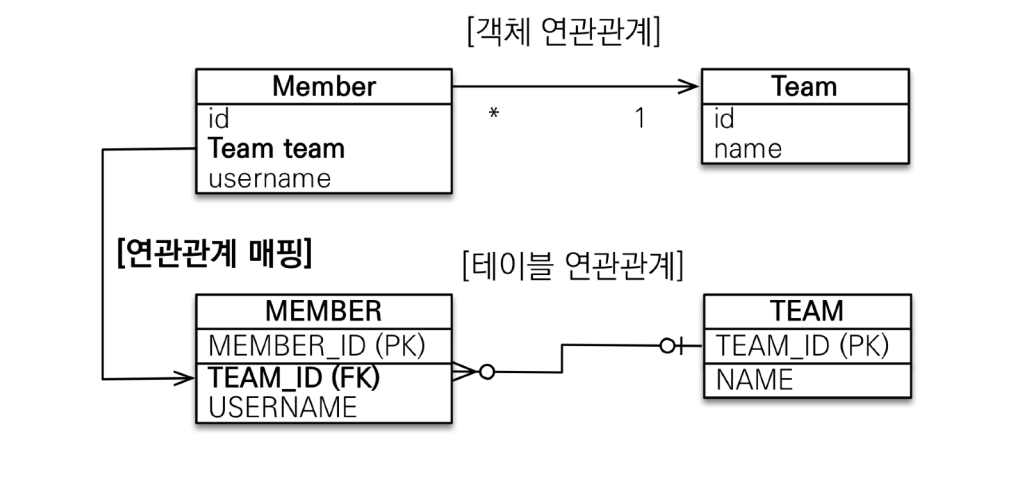 [객체 연관관계]
Member
id
Team team
username
* 1
Team
id
name
[연관관계 매핑]
[테이블 연관관계]
MEMBER
MEMBER_ID (PK)
TEAM_ID (FK)
USERNAME
TEAM
TEAM_ID (PK)
NAME